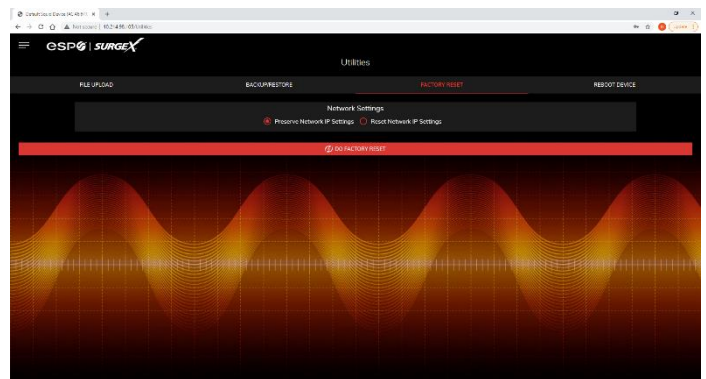 ESPG | SURGEX
Utilities
FILE UPLOAD
BACKUP/RESTORE
FACTORY RESET
REBOOT DEVICE
Network Settings
Preserve Network IP Settings
Reset Network IP Settings
DO FACTORY RESET